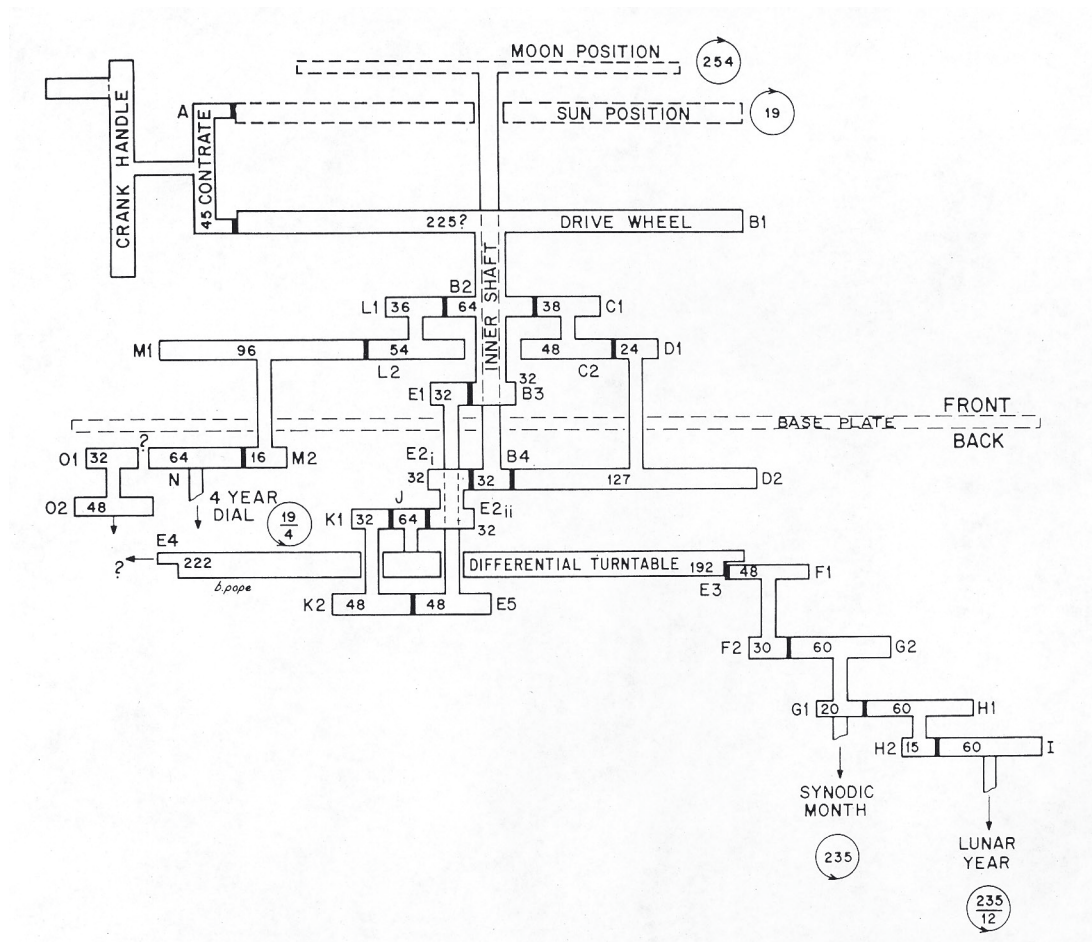 MOON POSITION
254
A
SUN POSITION
19
CRANK HANDLE
45 CONTRATE
225?
DRIVE WHEEL
B1
INNER SHAFT
B2
L1
36
64
38
C1
M1
96
54
48
24
D1
L2
C2
32
E1
32
B3
FRONT
BASE PLATE
BACK
?
O1
32
64
16
M2
E2i
B4
32
32
127
D2
N
O2
48
4 YEAR
DIAL
19
4
J
K1
32
64
E2ii
32
E4
?
222
DIFFERENTIAL TURNTABLE
192
48
F1
b.pope
E3
K2
48
48
E5
F2
30
60
G2
G1
20
60
H1
H2
15
60
I
SYNODIC
MONTH
235
LUNAR
YEAR
235
12